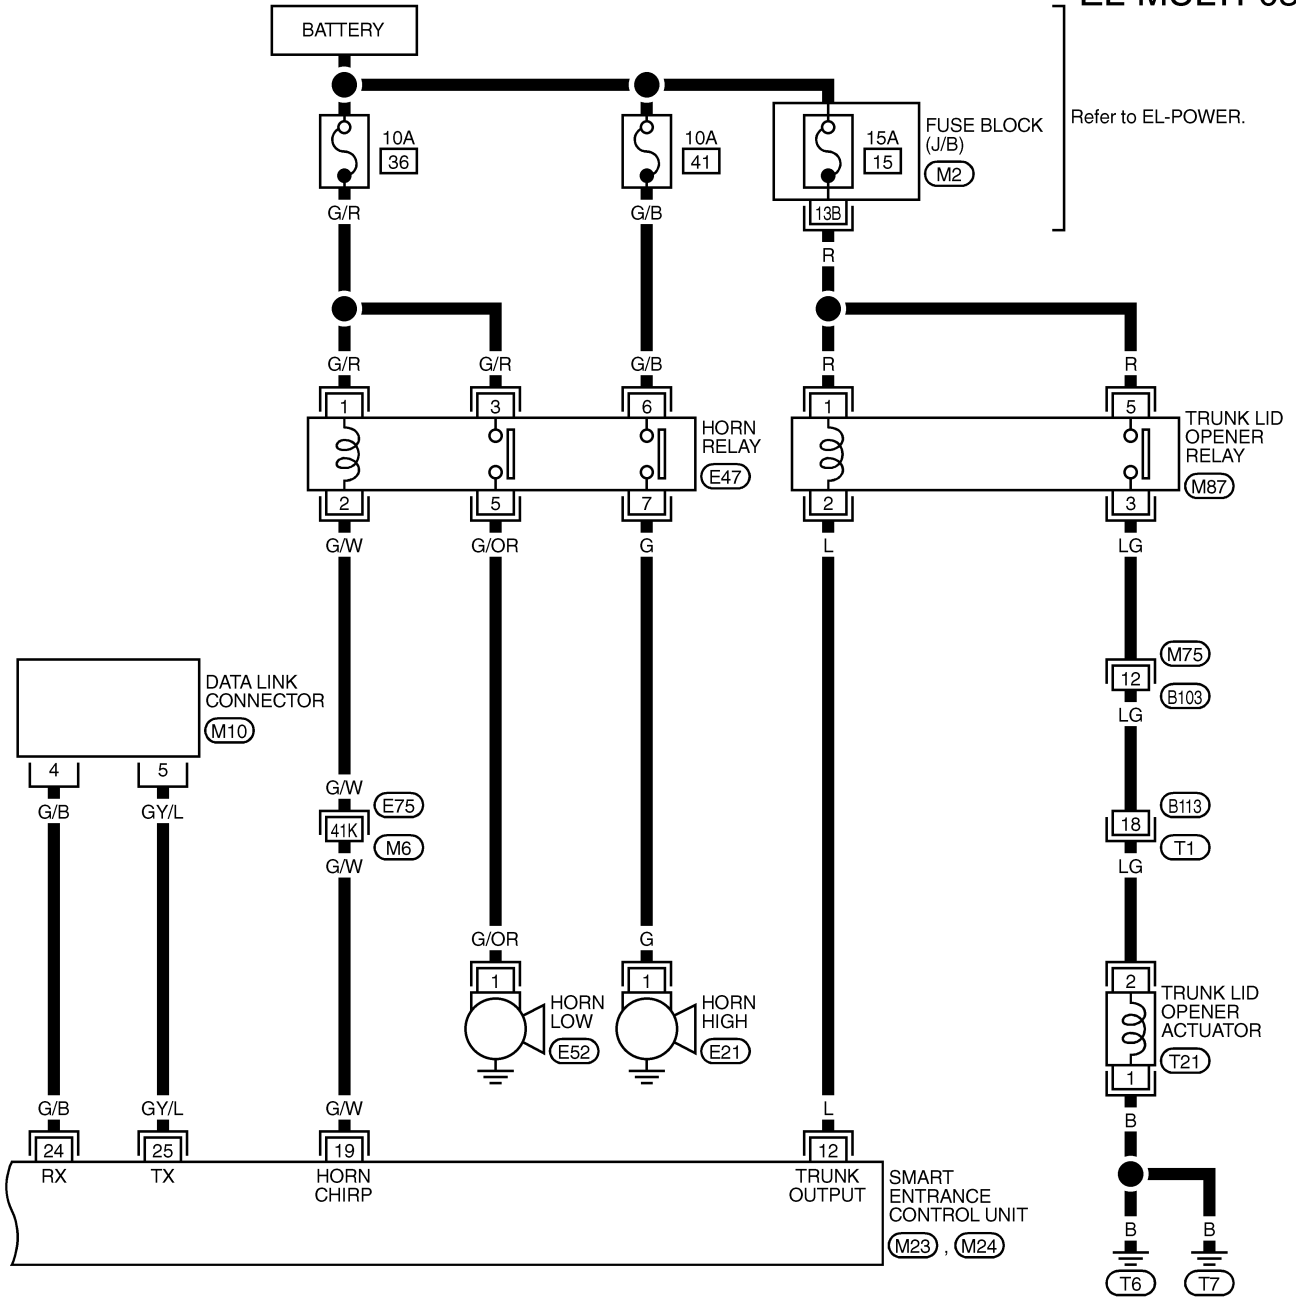 BATTERY
Refer to EL-POWER.
10A
36
10A
41
15A
15
FUSE BLOCK
(J/B)
M2
13B
G/R
G/B
R
G/R
G/R
G/B
R
R
1
3
6
1
5
HORN
RELAY
E47
TRUNK LID
OPENER
RELAY
M87
2
5
7
2
3
G/W
G/OR
G
L
LG
M75
12
B103
LG
DATA LINK
CONNECTOR
M10
4
5
G/B
GY/L
G/W
E75
41K
M6
G/W
B113
18
T1
LG
G/OR
G
1
1
2
HORN
LOW
E52
HORN
HIGH
E21
TRUNK LID
OPENER
ACTUATOR
T21
1
G/B
GY/L
G/W
L
B
24
25
19
12
RX
TX
HORN
CHIRP
TRUNK
OUTPUT
SMART
ENTRANCE
CONTROL UNIT
M23 , M24
B
B
T6
T7